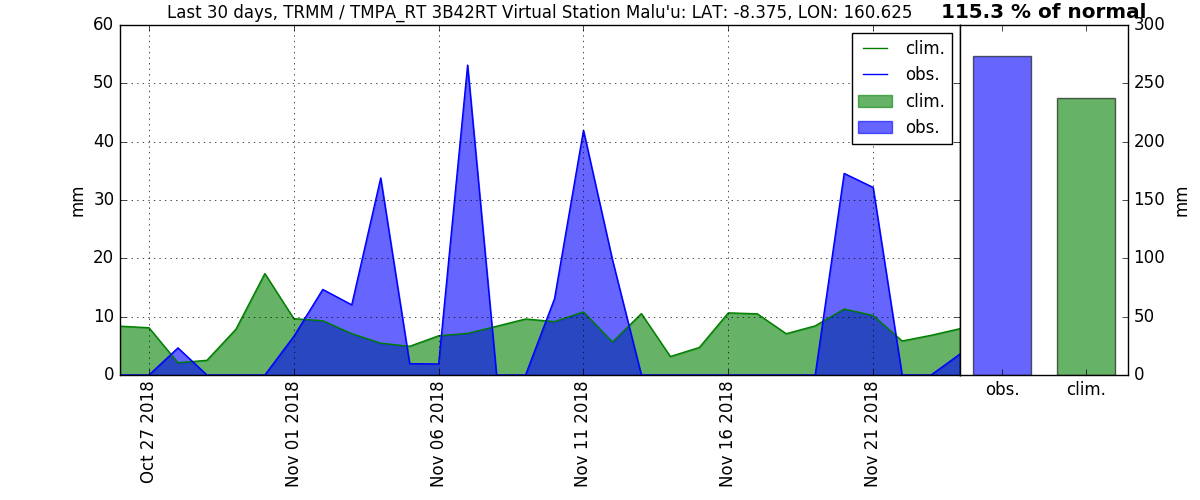 Last 30 days, TRMM / TMPA_RT 3B42RT Virtual Station Malu'u: LAT: -8.375, LON: 160.625
115.3 % of normal
60
50
40
30
20
10
0
mm
clim.
obs.
clim.
obs.
Oct 27 2018
Nov 01 2018
Nov 06 2018
Nov 11 2018
Nov 16 2018
Nov 21 2018
300
250
200
150
100
50
0
mm
obs.
clim.